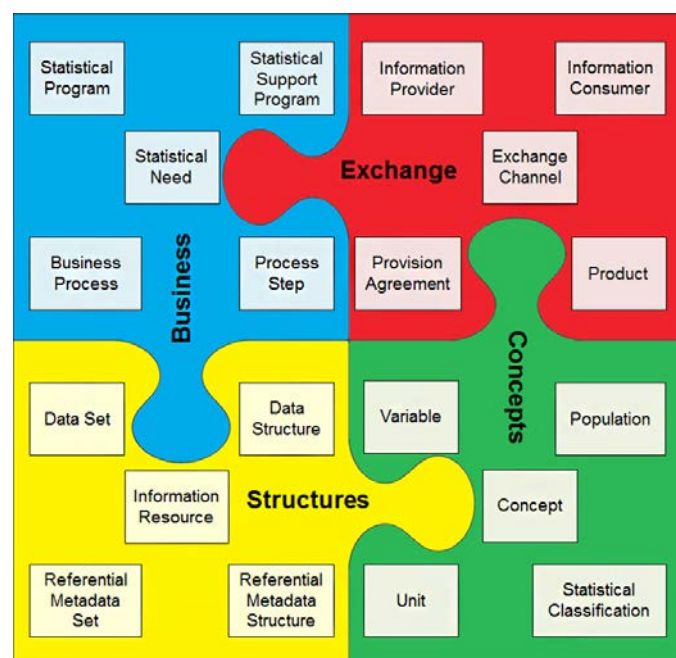 Statistical
Program
Statistical
Support
Program
Statistical
Need
Business
Process
Process
Step
Business
Information
Provider
Information
Consumer
Exchange
Exchange
Channel
Provision
Agreement
Product
Data Set
Data
Structure
Information
Resource
Structures
Referential
Metadata
Set
Referential
Metadata
Structure
Concepts
Variable
Population
Concept
Unit
Statistical
Classification